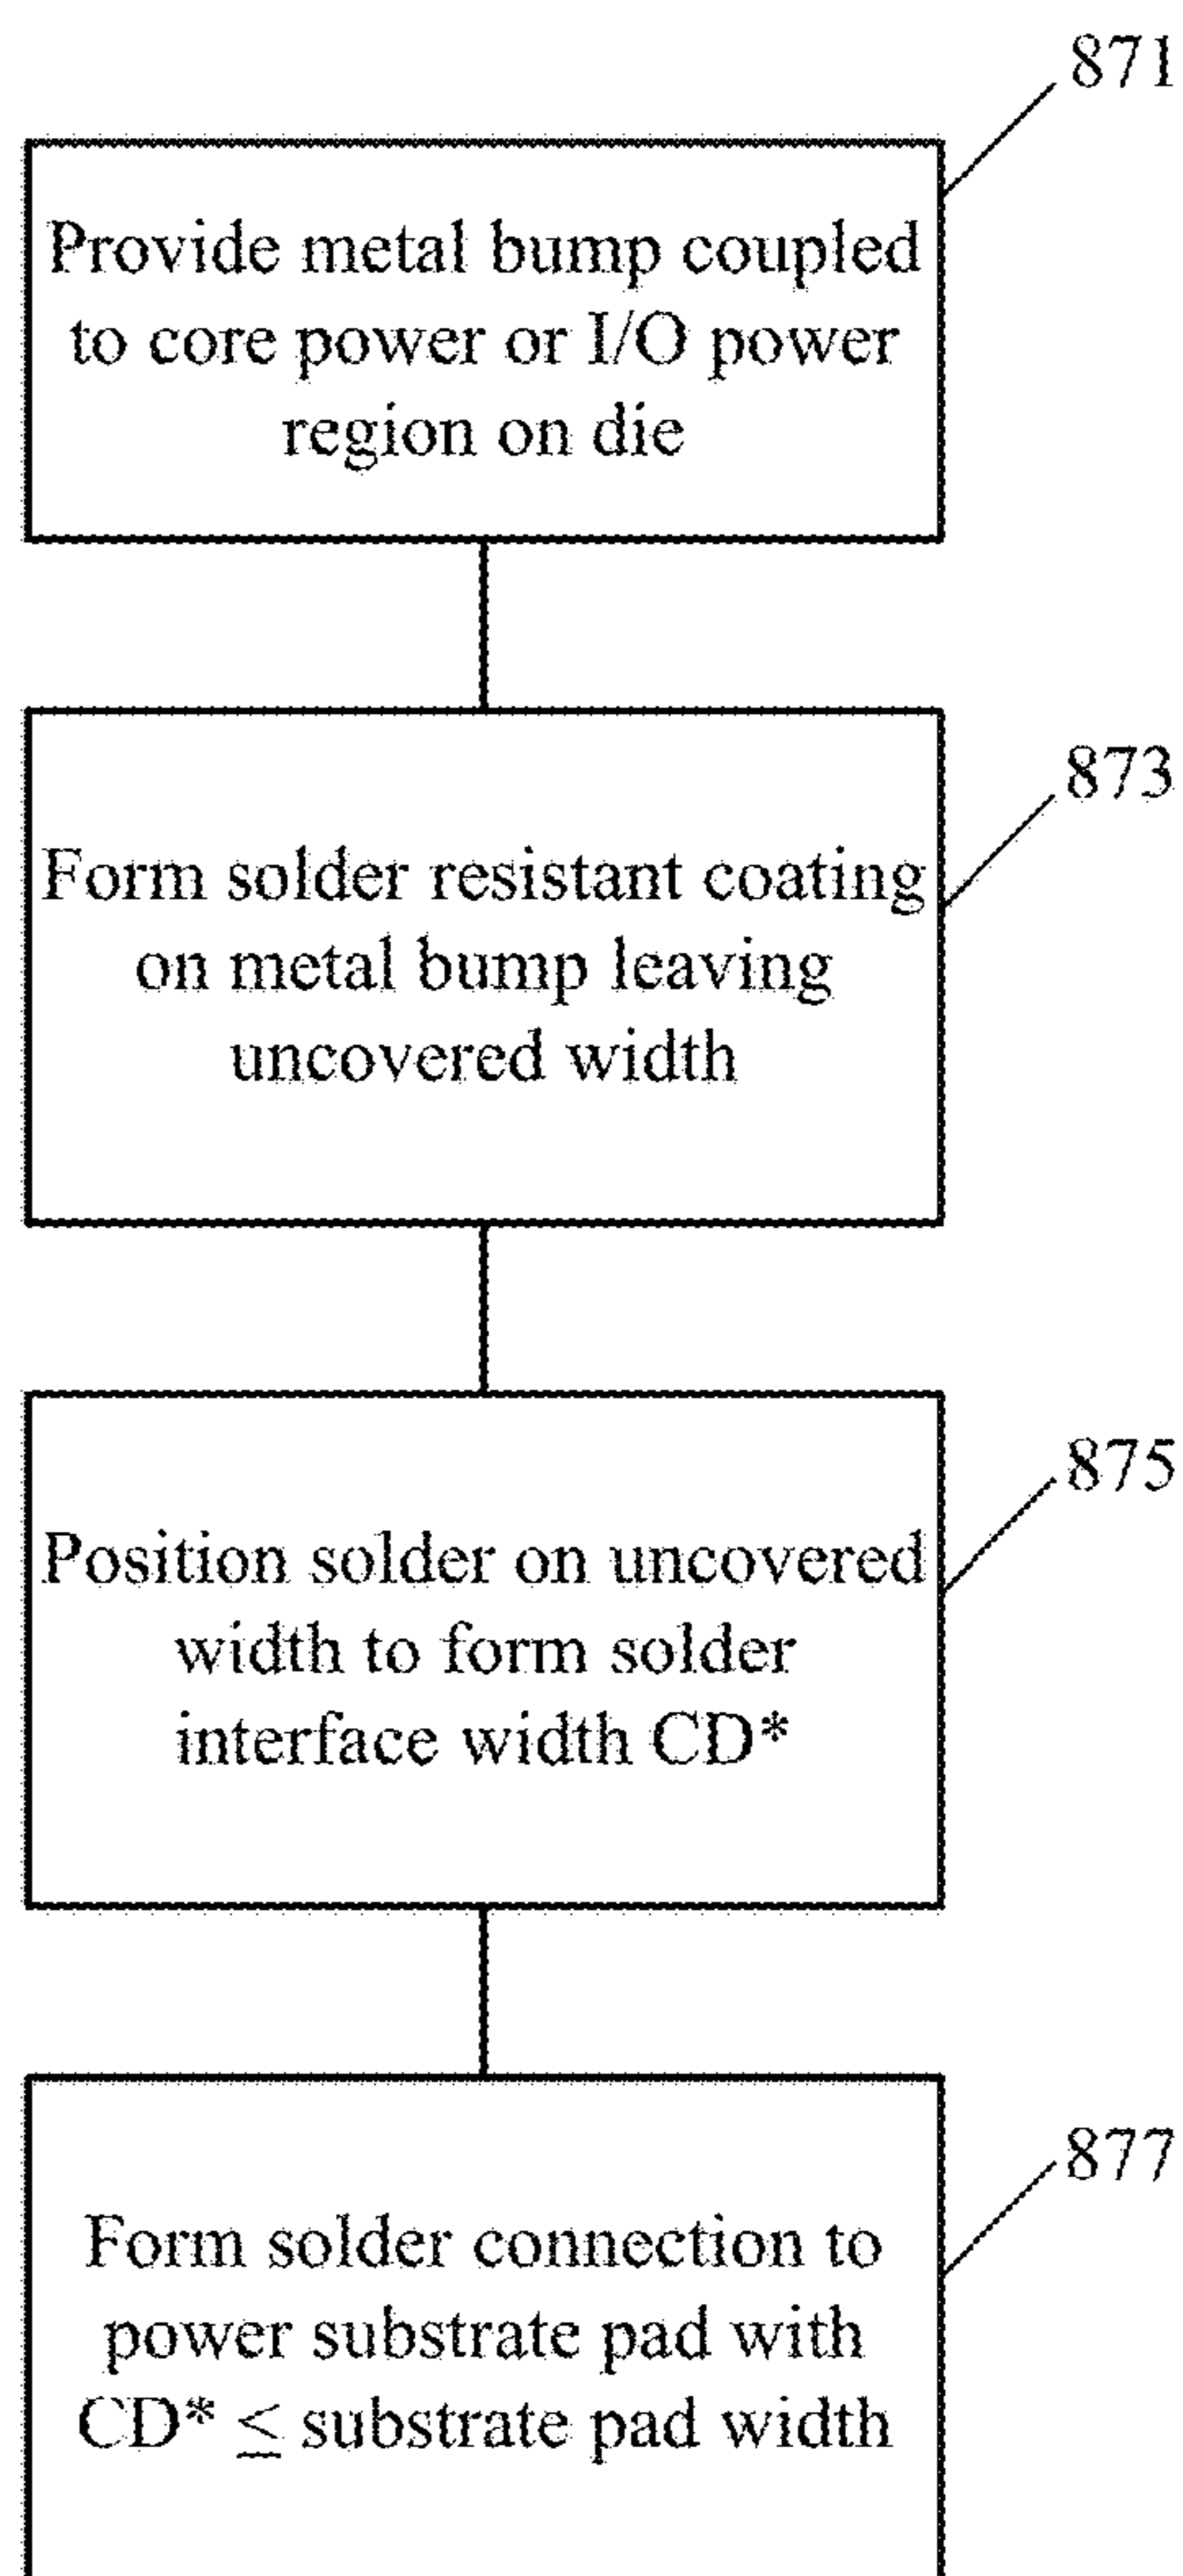 871
Provide metal bump coupled
to core power or I/O power
region on die
873
Form solder resistant coating
on metal bump leaving
uncovered width
875
Position solder on uncovered
width to form solder
interface width CD*
877
Form solder connection to
power substrate pad with
CD* ≤ substrate pad width